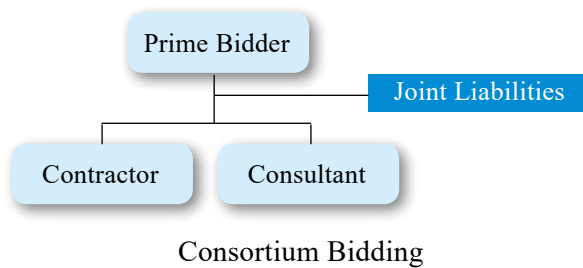 Prime Bidder
Joint Liabilities
Contractor
Consultant
Consortium Bidding